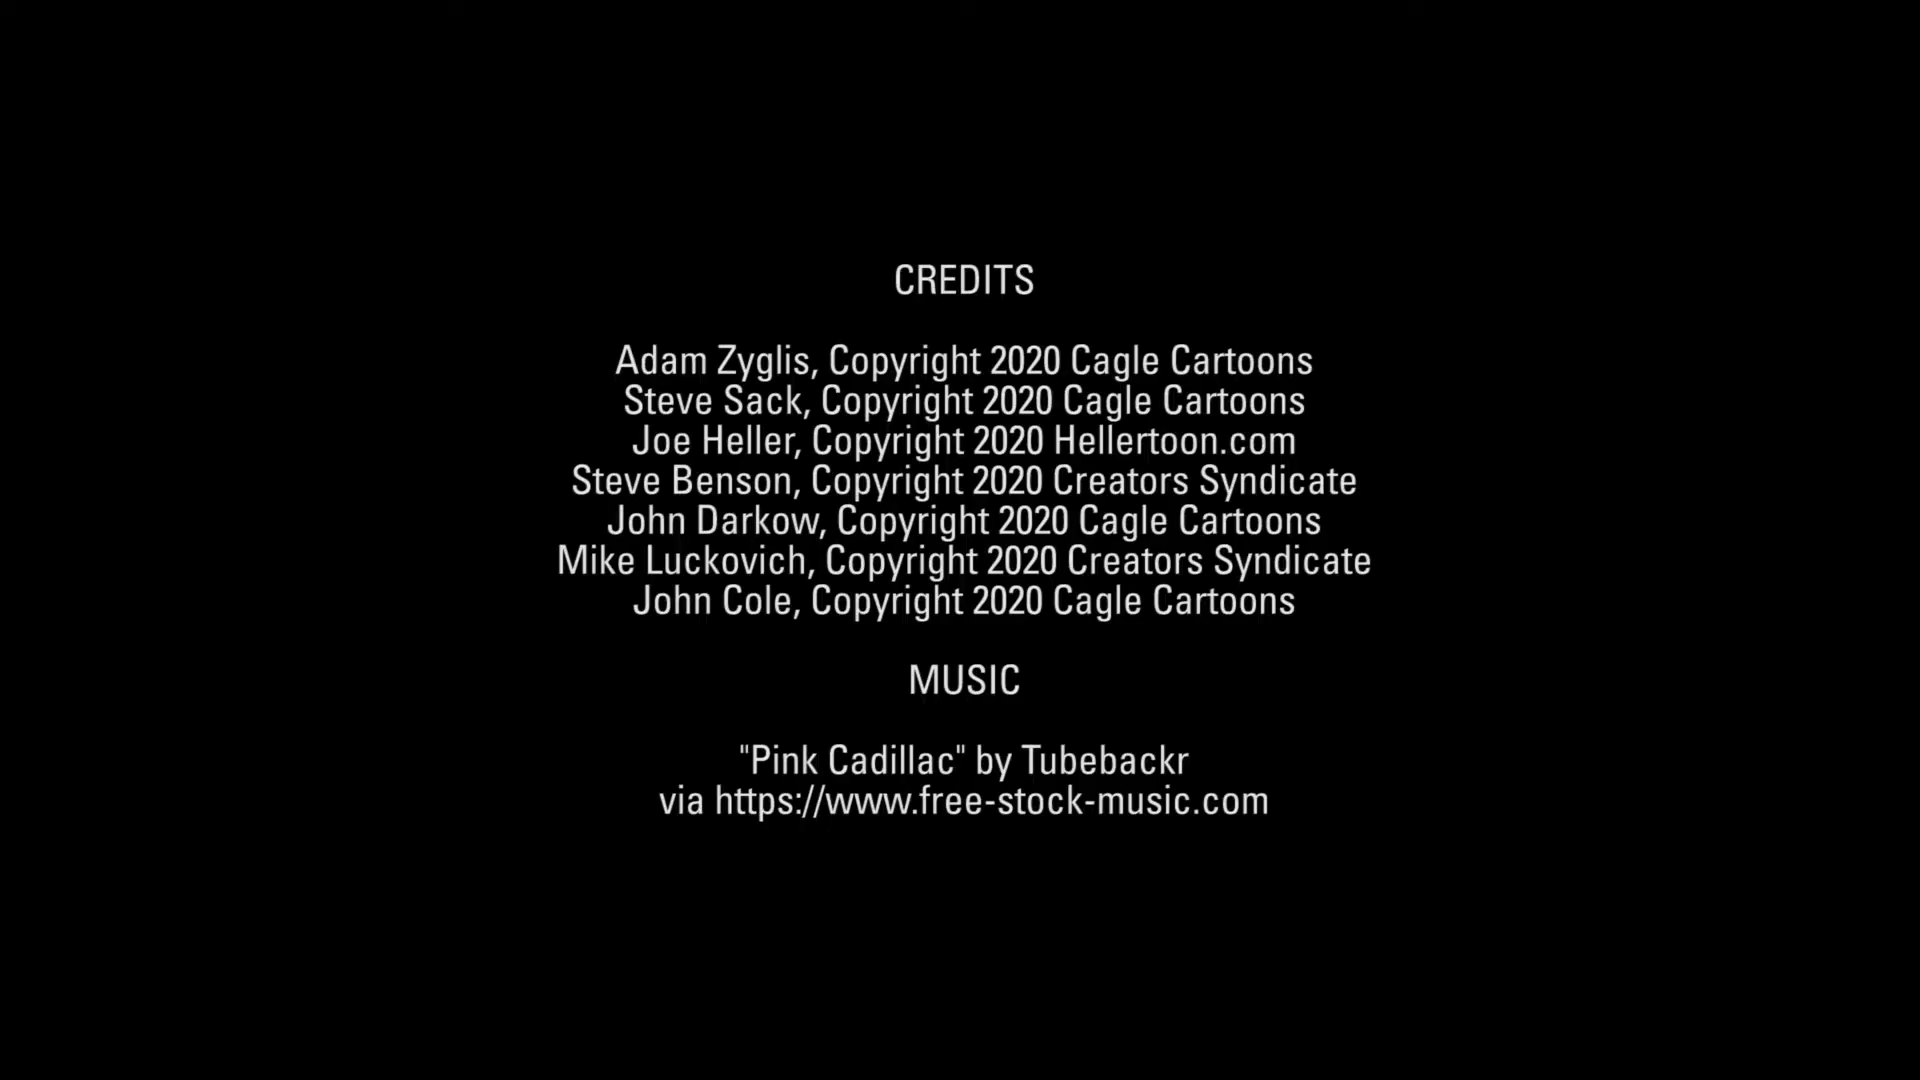 CREDITS
Adam Zyglis, Copyright 2020 Cagle Cartoons
Steve Sack, Copyright 2020 Cagle Cartoons
Joe Heller, Copyright 2020 Hellertoon.com
Steve Benson, Copyright 2020 Creators Syndicate
John Darkow, Copyright 2020 Cagle Cartoons
Mike Luckovich, Copyright 2020 Creators Syndicate
John Cole, Copyright 2020 Cagle Cartoons
MUSIC
"Pink Cadillac" by Tubebackr
via https://www.free-stock-music.com